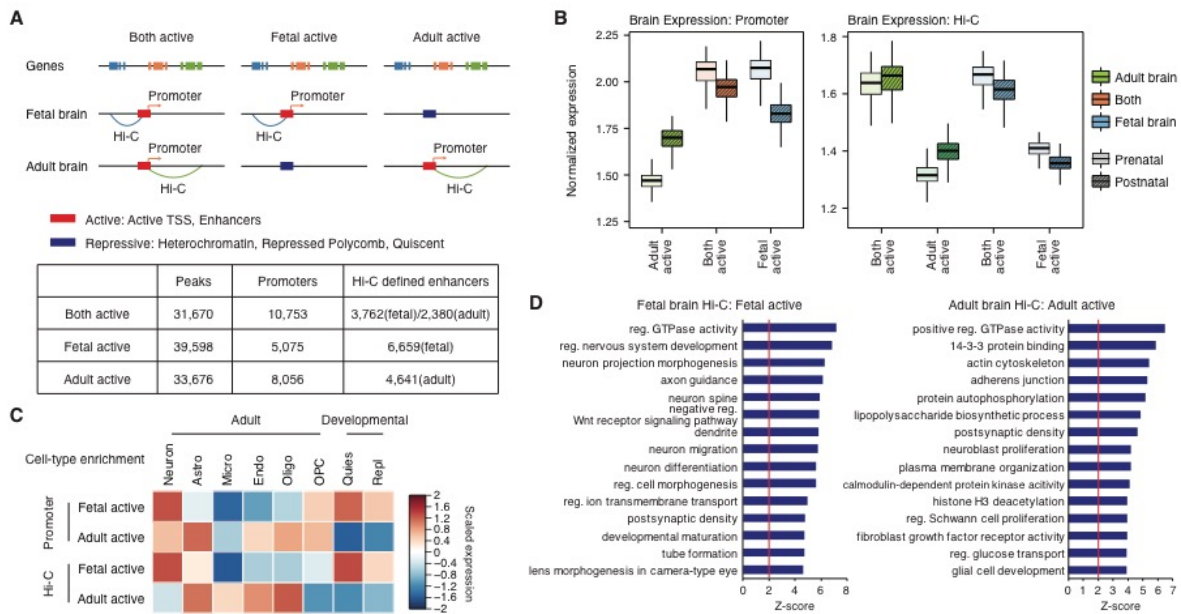 A
Both active
Fetal active
Adult active
Genes
Promoter
Promoter
Fetal brain
Hi-C
Hi-C
Promoter
Promoter
Adult brain
Hi-C
Hi-C
Active: Active TSS, Enhancers
Repressive: Heterochromatin, Repressed Polycomb, Quiscent
Peaks
Promoters
Hi-C defined enhancers
Both active
31,670
10,753
3,762(fetal)/2,380(adult)
Fetal active
39,598
5,075
6,659(fetal)
Adult active
33,676
8,056
4,641(adult)
B
Brain Expression: Promoter
Brain Expression: Hi-C
Normalized expression
2.25
2.00
1.75
1.50
1.25
Adult
active
Both
active
Fetal
active
1.8
1.6
1.4
1.2
Both
active
Adult
active
Both
active
Fetal
active
Adult brain
Both
Fetal brain
Prenatal
Postnatal
C
Adult
Developmental
Cell-type enrichment
Neuron
Astro
Micro
Endo
Oligo
OPC
Quies
Repl
Promoter
Fetal active
Adult active
Hi-C
Fetal active
Adult active
2
1.6
1.2
0.8
0.4
0
−0.4
−0.8
−1.2
−1.6
−2
Scaled expression
D
Fetal brain Hi-C: Fetal active
reg. GTPase activity
reg. nervous system development
neuron projection morphogenesis
axon guidance
neuron spine
negative reg.
Wnt receptor signaling pathway
dendrite
neuron migration
neuron differentiation
reg. cell morphogenesis
reg. ion transmembrane transport
postsynaptic density
developmental maturation
tube formation
lens morphogenesis in camera-type eye
0 2 4 6 8
Z-score
Adult brain Hi-C: Adult active
positive reg. GTPase activity
14-3-3 protein binding
actin cytoskeleton
adherens junction
protein autophosphorylation
lipopolysaccharide biosynthetic process
postsynaptic density
neuroblast proliferation
plasma membrane organization
calmodulin-dependent protein kinase activity
histone H3 deacetylation
reg. Schwann cell proliferation
fibroblast growth factor receptor activity
reg. glucose transport
glial cell development
0 1 2 3 4 5 6 7
Z-score